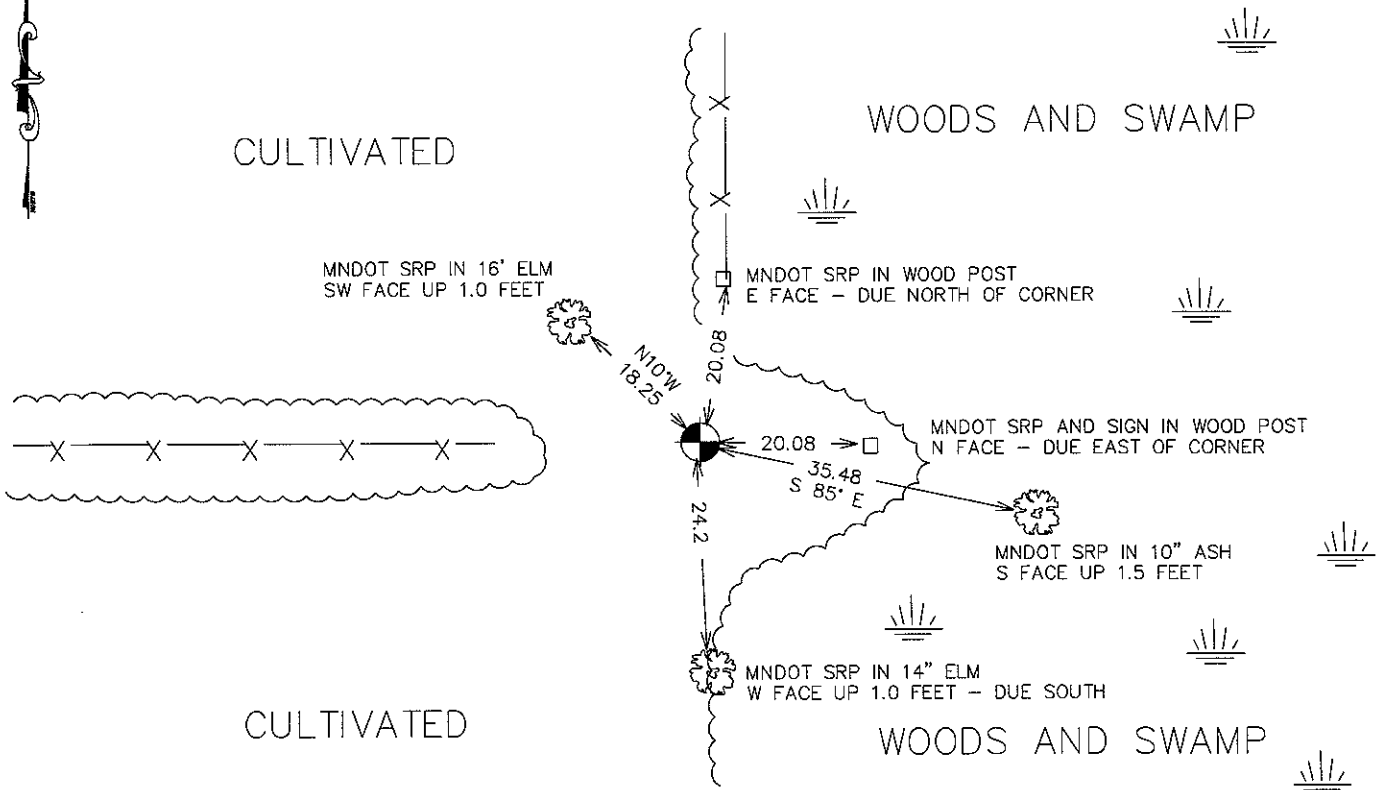 WOODS AND SWAMP
CULTIVATED
MNDOT SRP IN 16' ELM
SW FACE UP 1.0 FEET
MNDOT SRP IN WOOD POST
E FACE – DUE NORTH OF CORNER
N10°W
18.25
20.08
MNDOT SRP AND SIGN IN WOOD POST
N FACE – DUE EAST OF CORNER
20.08
35.48
S 85° E
24.2
MNDOT SRP IN 10" ASH
S FACE UP 1.5 FEET
MNDOT SRP IN 14" ELM
W FACE UP 1.0 FEET – DUE SOUTH
CULTIVATED
WOODS AND SWAMP